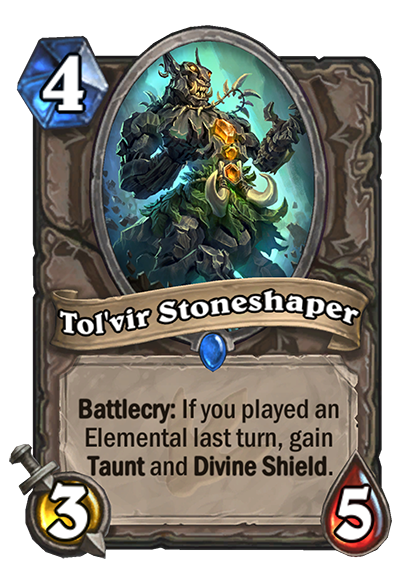 4
Tol'vir Stoneshaper
Battlecry: If you played an
Elemental last turn, gain
Taunt and Divine Shield.
3
5